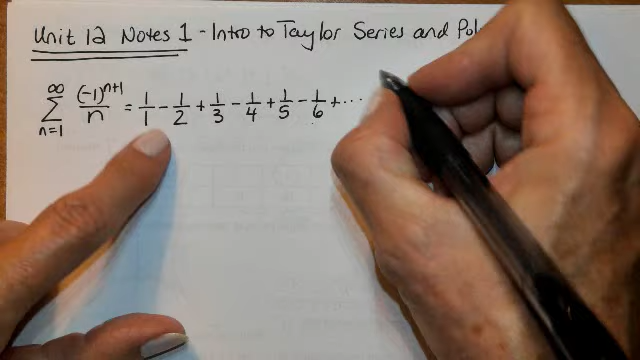 Unit 12 Notes 1 - Intro to Taylor Series and
∞ Σ n=1 (-1)^{n+1}/n = 1/1 - 1/2 + 1/3 - 1/4 + 1/5 - 1/6 + ...